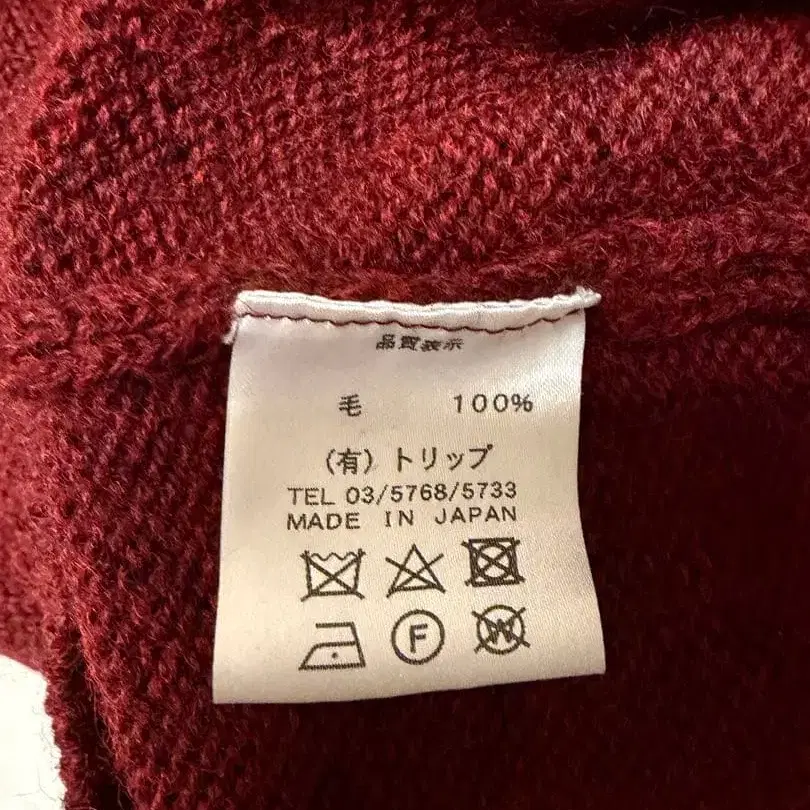 品質表示
毛 100%
(有)トリップ
TEL 03/5768/5733
MADE IN JAPAN
F
W